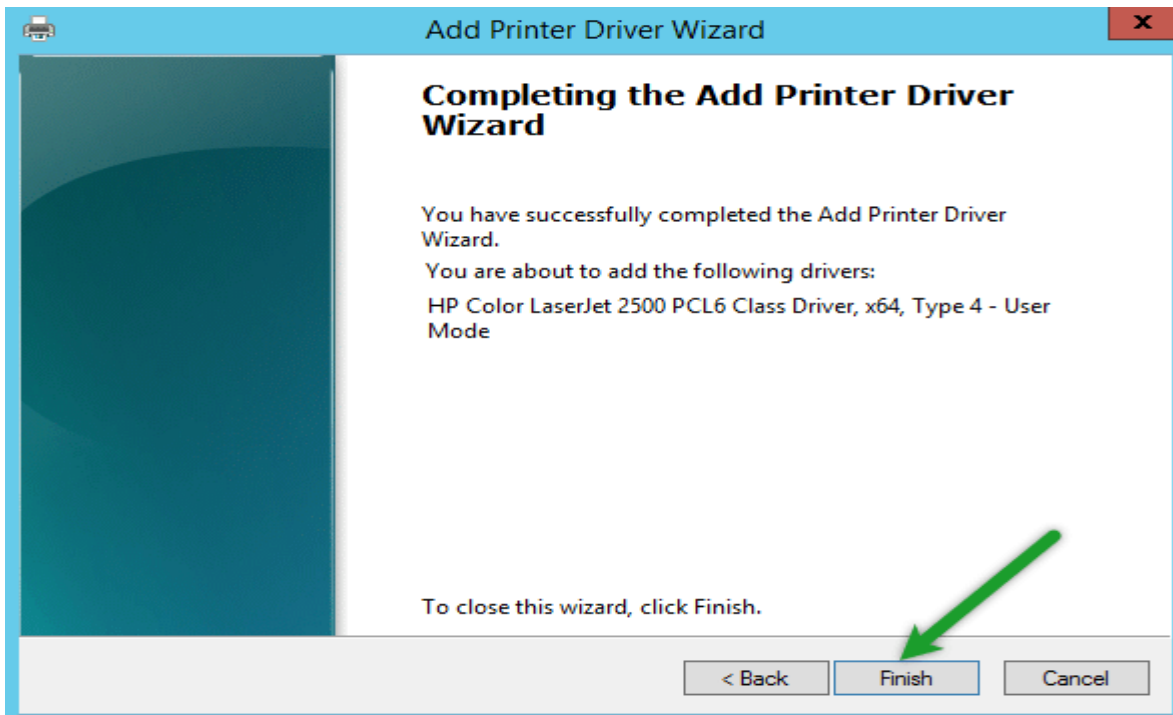 Add Printer Driver Wizard
x
Completing the Add Printer Driver
Wizard
You have successfully completed the Add Printer Driver
Wizard.
You are about to add the following drivers:
HP Color LaserJet 2500 PCL6 Class Driver, x64, Type 4 - User
Mode
To close this wizard, click Finish.
< Back Finish Cancel